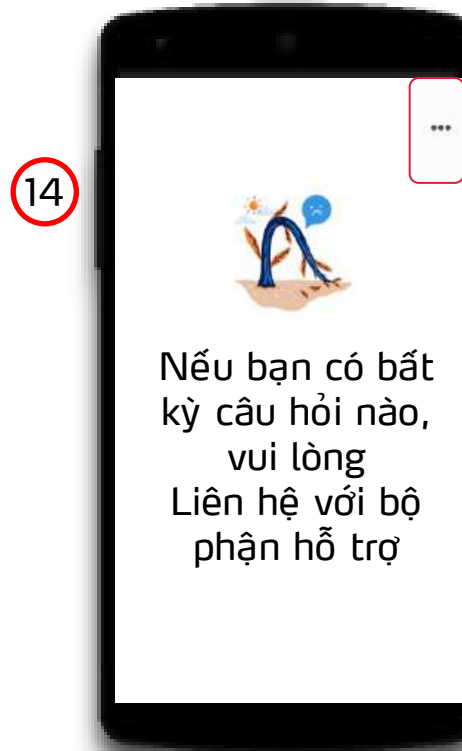 •••
14
Nếu bạn có bất
kỳ câu hỏi nào,
vui lòng
Liên hệ với bộ
phận hỗ trợ